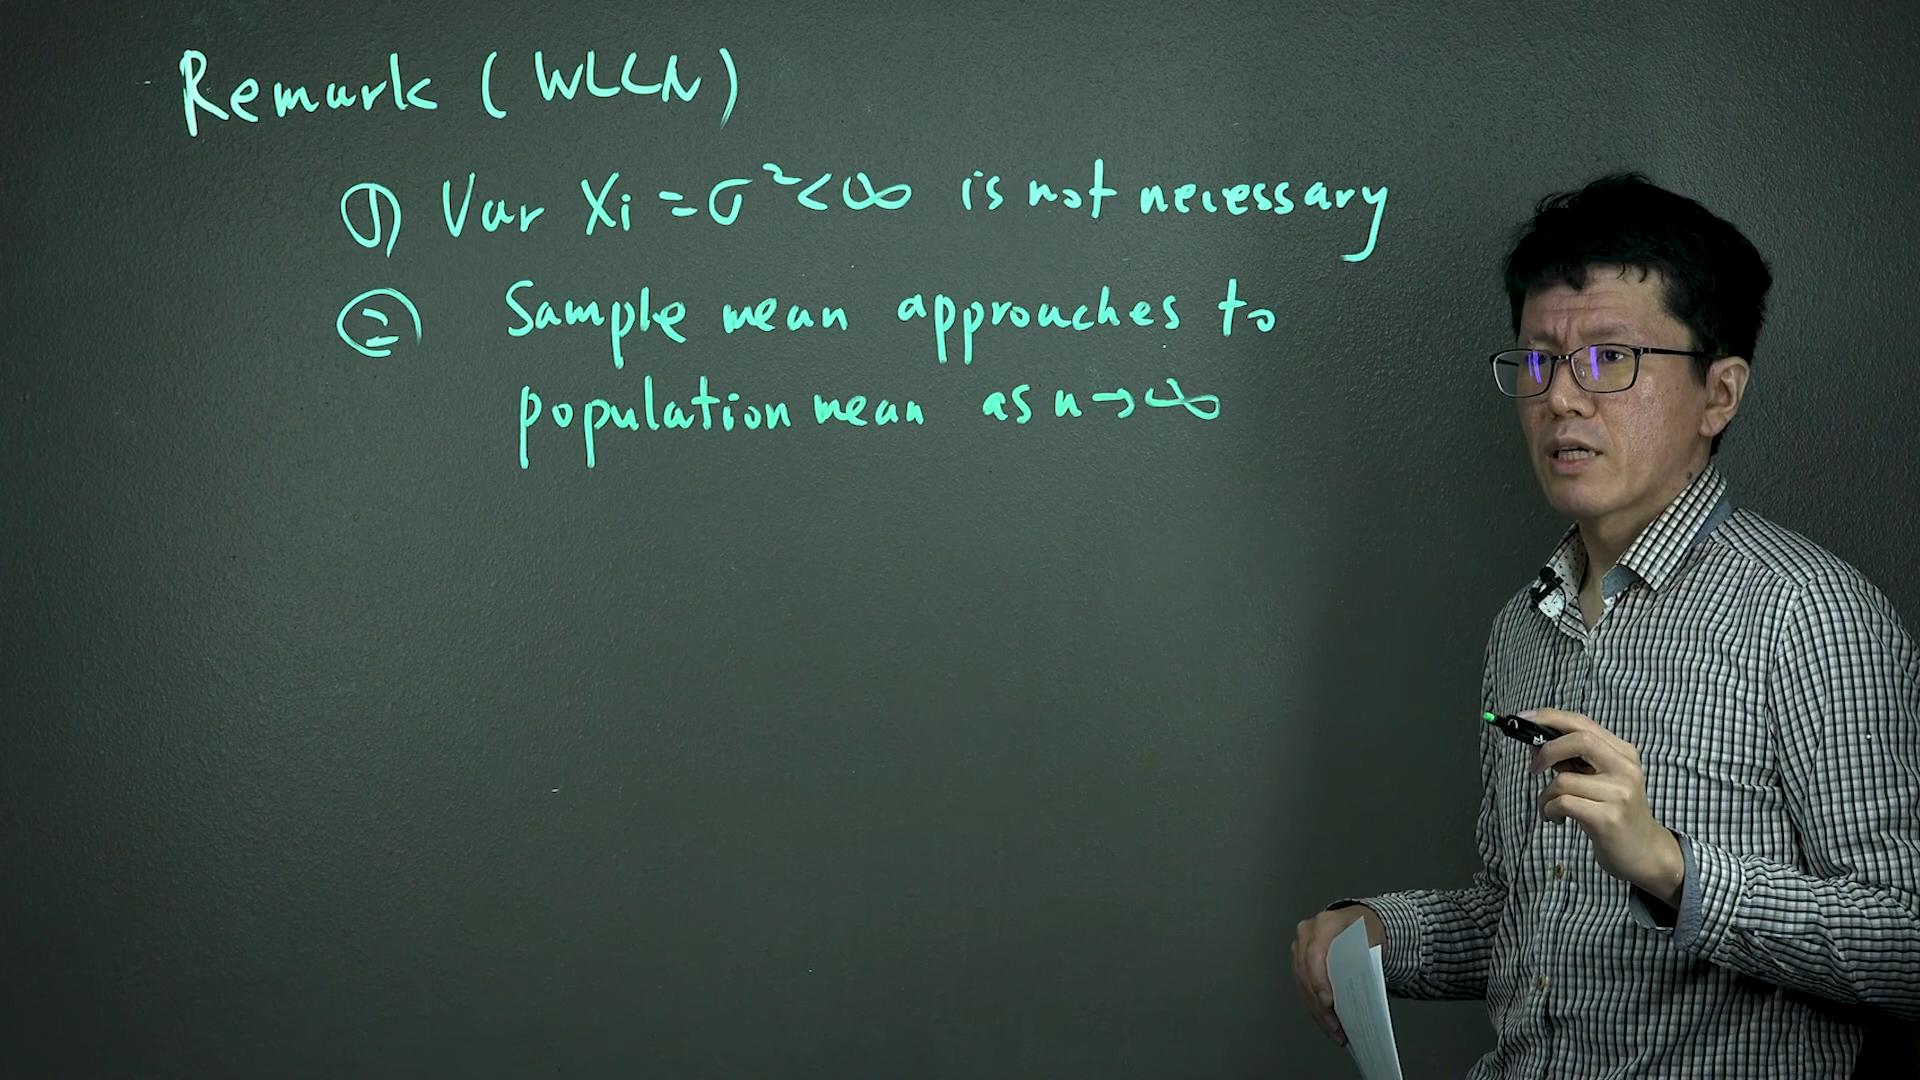 Remark (WLLN)
① Var Xi = σ² < ∞ is not necessary
② Sample mean approaches to
population mean as n → ∞